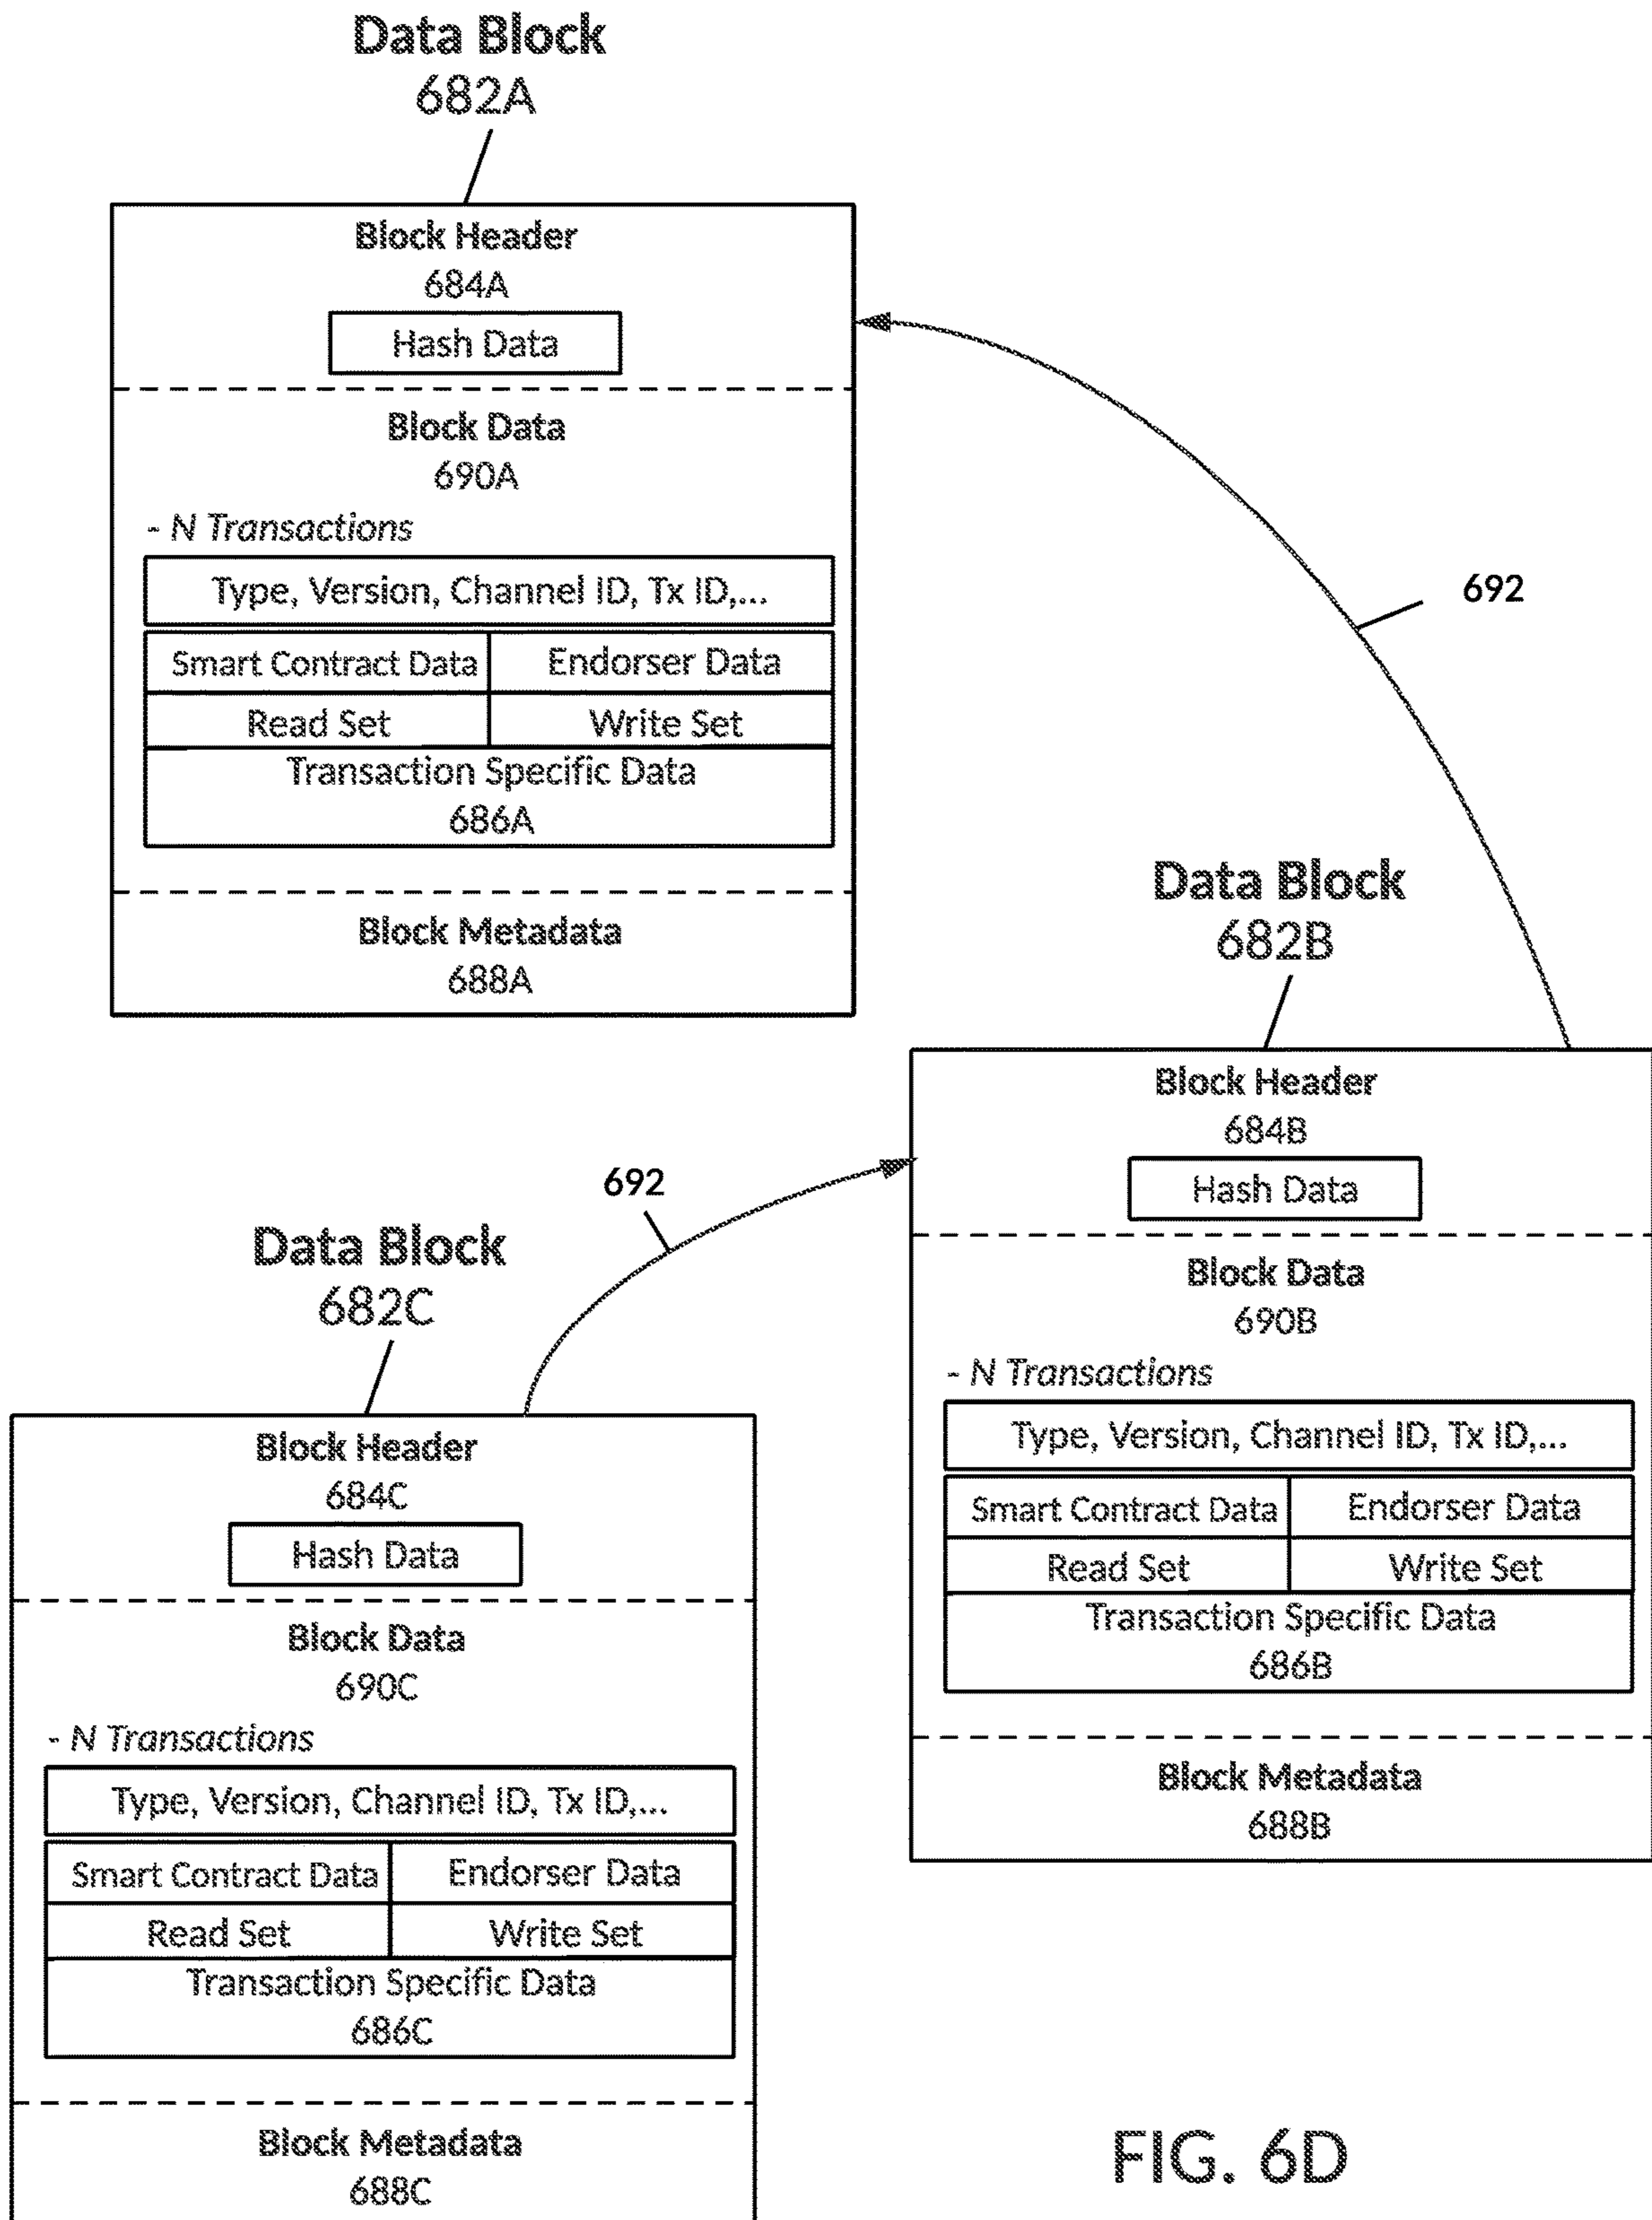 Data Block
682A
Block Header
684A
Hash Data
Block Data
690A
- N Transactions
Type, Version, Channel ID, Tx ID,...
Smart Contract Data
Endorser Data
Read Set
Write Set
Transaction Specific Data
686A
Block Metadata
688A
692
Data Block
682B
Block Header
684B
Hash Data
Block Data
690B
- N Transactions
Type, Version, Channel ID, Tx ID,...
Smart Contract Data
Endorser Data
Read Set
Write Set
Transaction Specific Data
686B
Block Metadata
688B
692
Data Block
682C
Block Header
684C
Hash Data
Block Data
690C
- N Transactions
Type, Version, Channel ID, Tx ID,...
Smart Contract Data
Endorser Data
Read Set
Write Set
Transaction Specific Data
686C
Block Metadata
688C
FIG. 6D